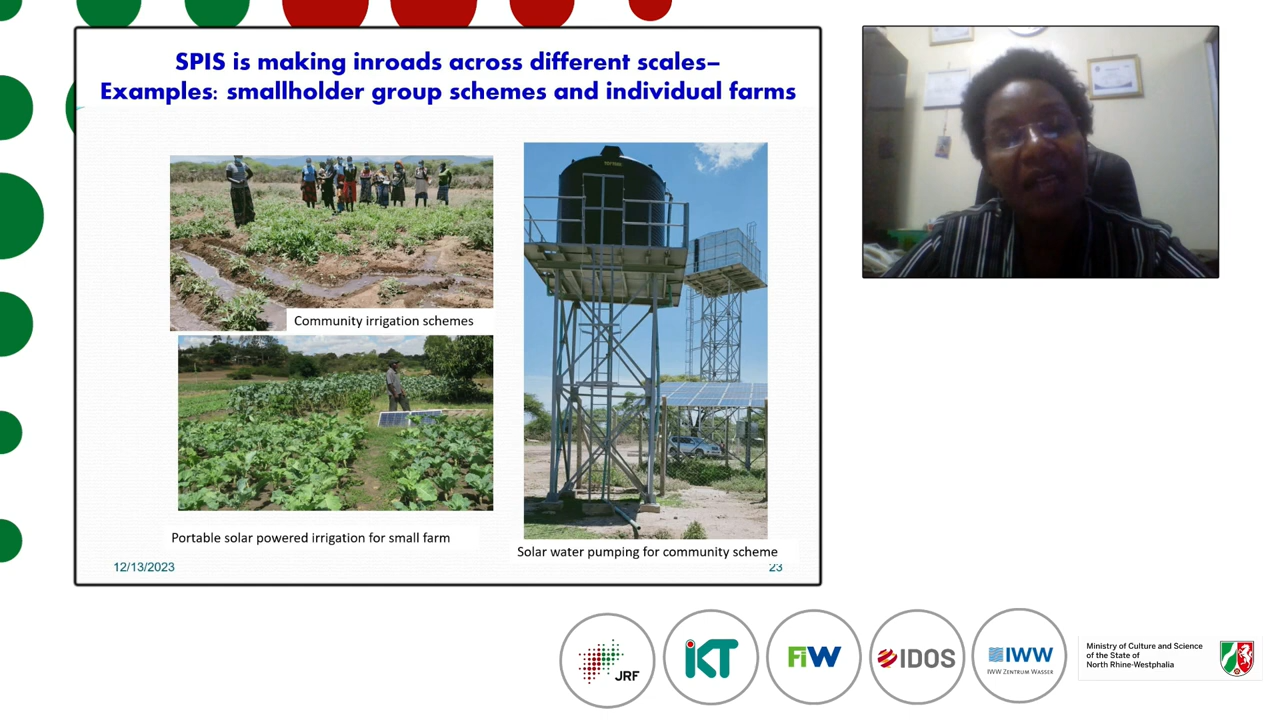 SPIS is making inroads across different scales–
Examples: smallholder group schemes and individual farms
Community irrigation schemes
Portable solar powered irrigation for small farm
Solar water pumping for community scheme
12/13/2023
23
JRF
iKT
FiW
IDOS
IWW
IWW ZENTRUM WASSER
Ministry of Culture and Science
of the State of
North Rhine-Westphalia